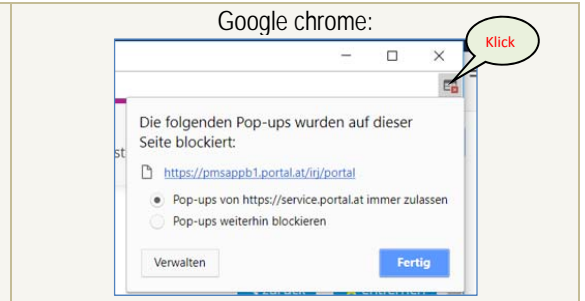 Google chrome:
Klick
Die folgenden Pop-ups wurden auf dieser
Seite blockiert:
st
https://pmsappb1.portal.at/irj/portal
Pop-ups von https://service.portal.at immer zulassen
Pop-ups weiterhin blockieren
Verwalten
Fertig